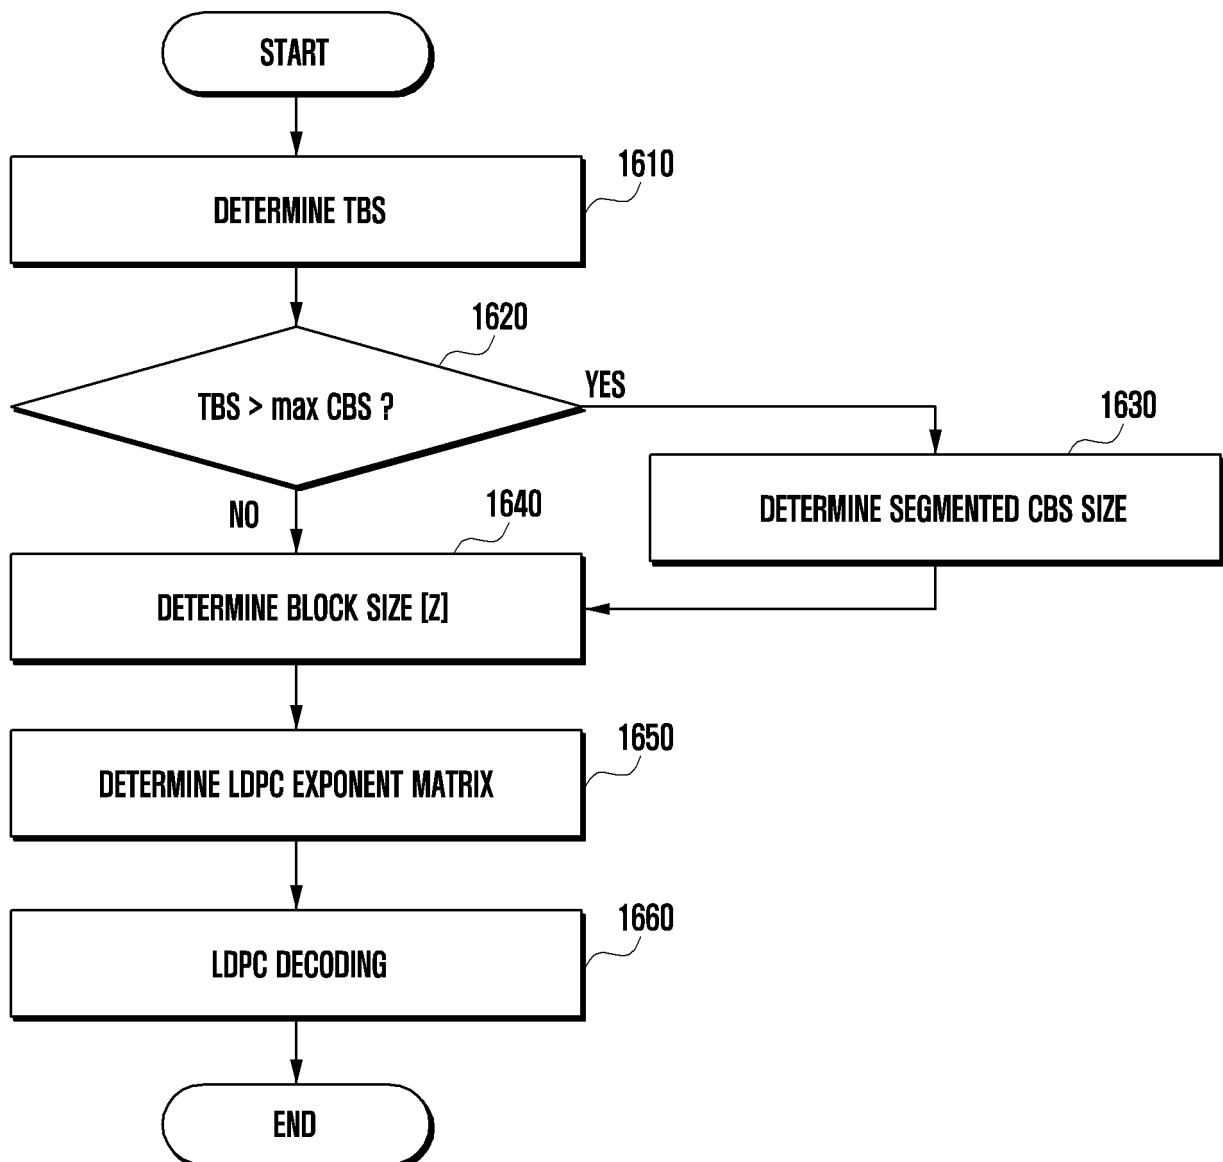 START
1610
DETERMINE TBS
1620
TBS > max CBS ?
YES
1630
DETERMINE SEGMENTED CBS SIZE
NO
1640
DETERMINE BLOCK SIZE [Z]
1650
DETERMINE LDPC EXPONENT MATRIX
1660
LDPC DECODING
END